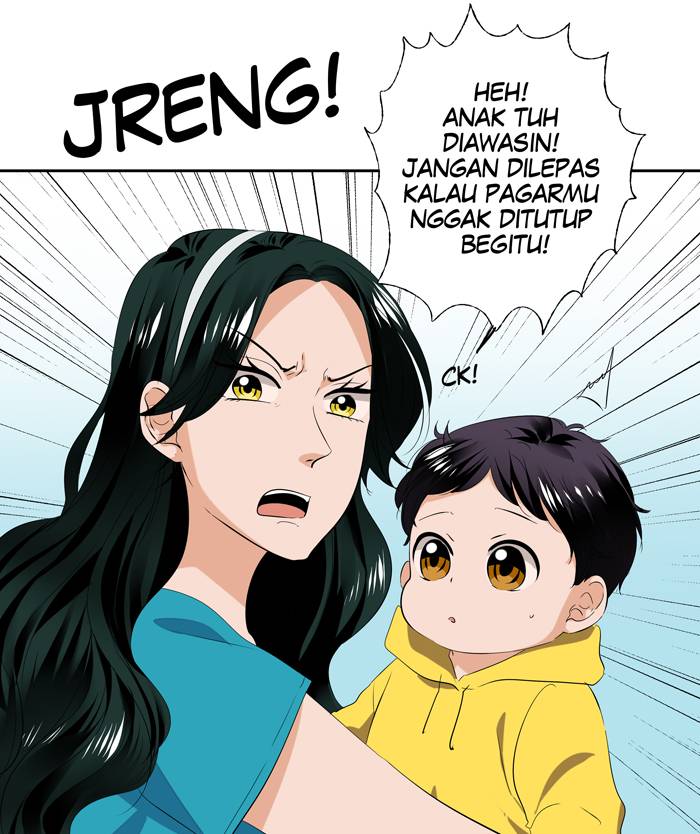 JRENG!
HEH!
ANAK TUH
DIAWASIN!
JANGAN DILEPAS
KALAU PAGARMU
NGGAK DITUTUP
BEGITU!
CK!